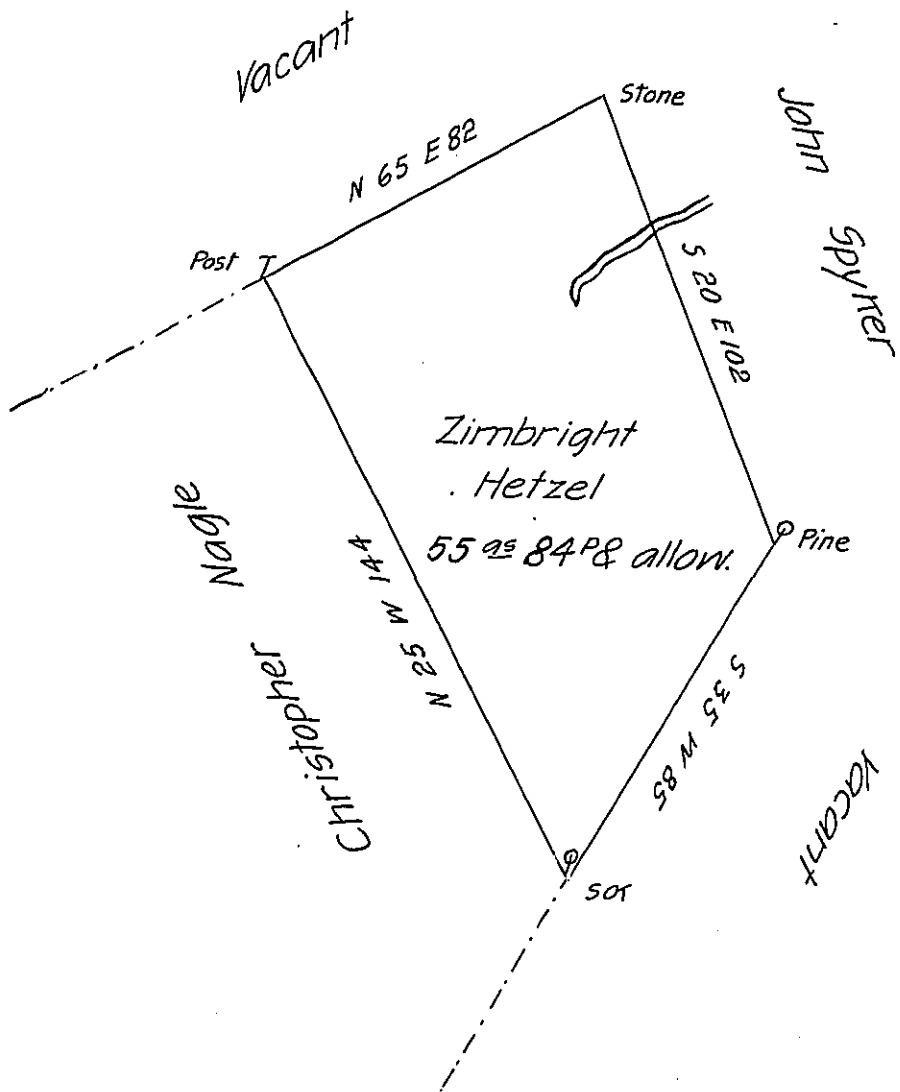 Vacant
Stone
John Spyker
N 65 E 82
Post
S 20 E 102
Zimbright
Hetzel
55 as 84 P & allow.
Pine
Christopher Nagle
N 25 W 144
S 35 W 85
Vacant